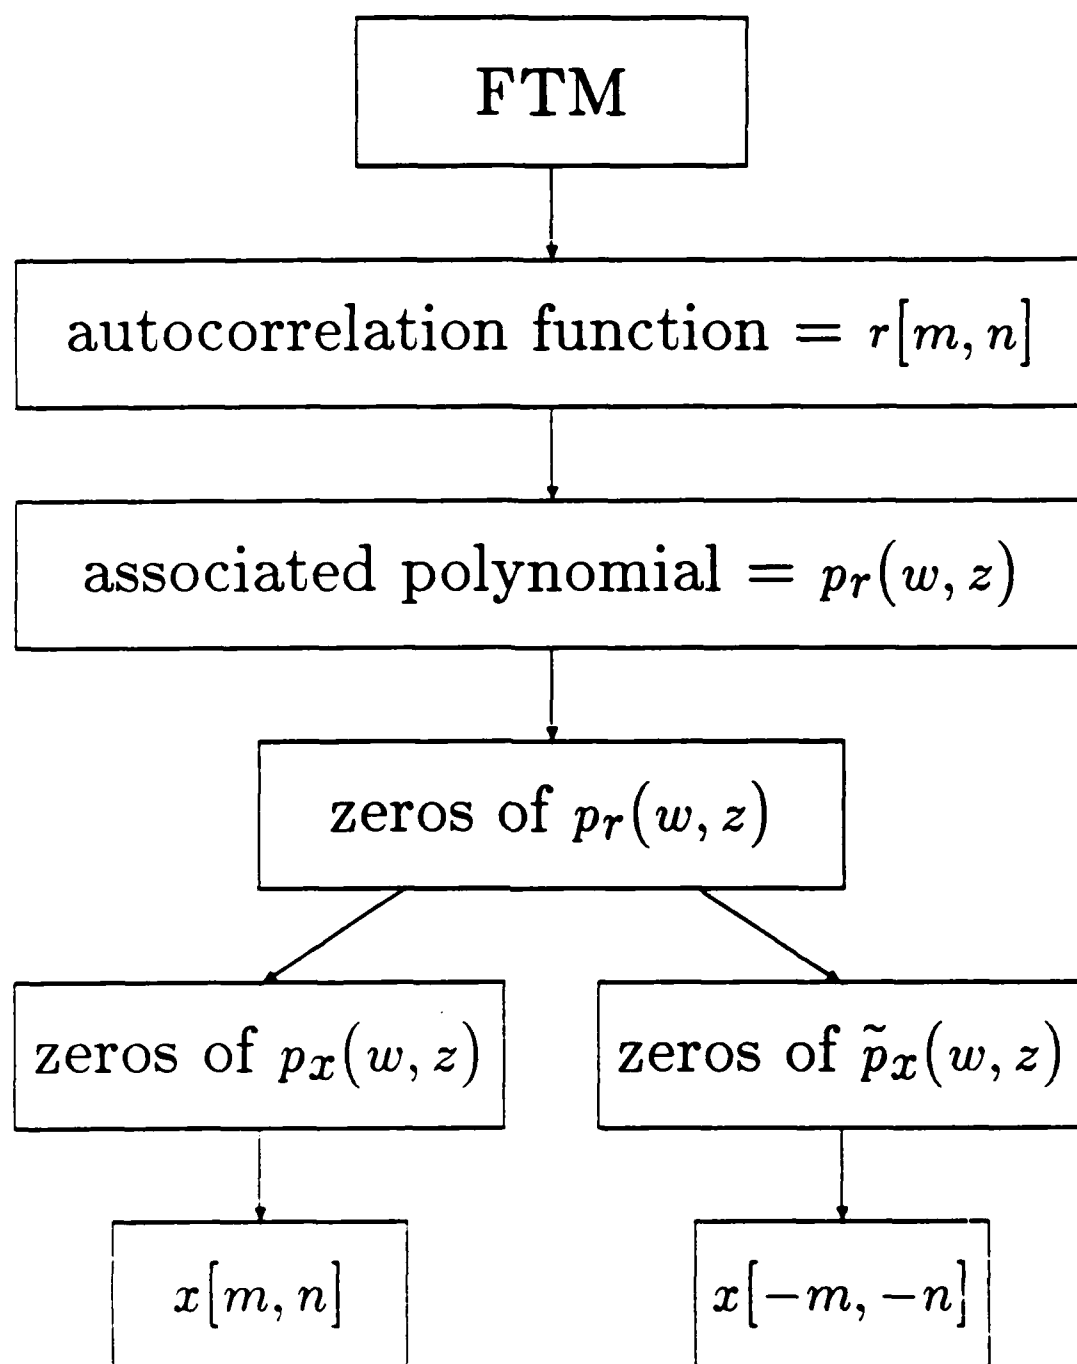 FTM
autocorrelation function = r[m, n]
associated polynomial = p_r(w, z)
zeros of p_r(w, z)
zeros of p_x(w, z)
zeros of p̃_x(w, z)
x[m, n]
x[−m, −n]